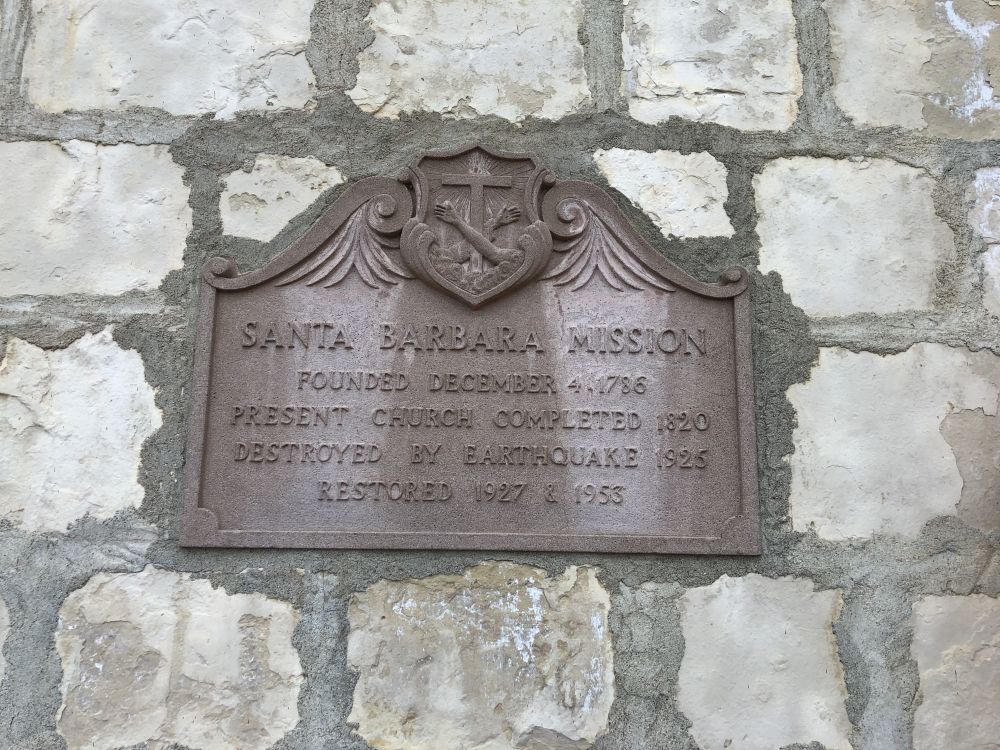 SANTA BARBARA MISSION
FOUNDED DECEMBER 4, 1786
PRESENT CHURCH COMPLETED 1820
DESTROYED BY EARTHQUAKE 1925
RESTORED 1927 & 1953